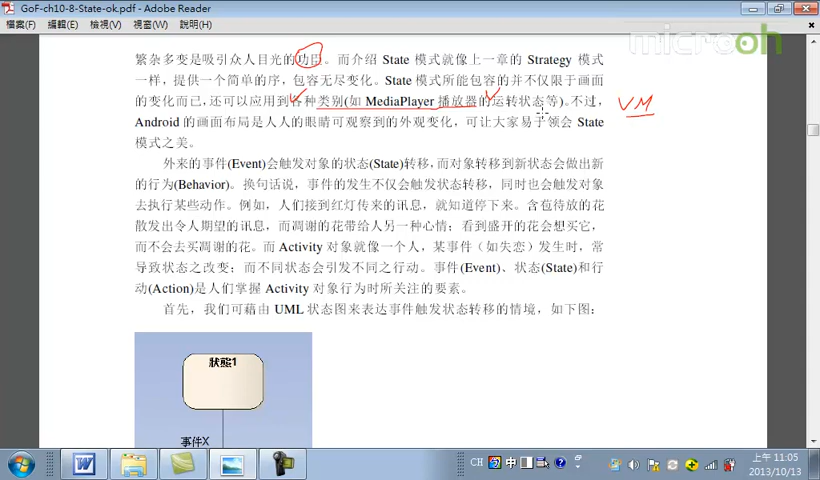 GoF-ch10-8-State-ok.pdf - Adobe Reader
檔案(F) 編輯(E) 檢視(V) 視窗(W) 說明(H)
microoh
繁杂多变是吸引众人目光的功臣。而介绍 State 模式就像上一章的 Strategy 模式
一样，提供一个简单的序，包容无尽变化。State 模式所能包容的并不仅限于画面
的变化而已，还可以应用到各种类别(如 MediaPlayer 播放器的运转状态等)。不过，
VM
Android 的画面布局是人人的眼睛可观察到的外观变化，可让大家易于领会 State
模式之美。
外来的事件(Event)会触发对象的状态(State)转移，而对象转移到新状态会做出新
的行为(Behavior)。换句话说，事件的发生不仅会触发状态转移，同时也会触发对象
去执行某些动作。例如，人们接到红灯传来的讯息，就知道停下来。含苞待放的花
散发出令人期望的讯息，而凋谢的花带给人另一种心情；看到盛开的花会想买它，
而不会去买凋谢的花。而 Activity 对象就像一个人，某事件（如失恋）发生时，常
导致状态之改变；而不同状态会引发不同之行动。事件(Event)、状态(State)和行
动(Action)是人们掌握 Activity 对象行为时所关注的要素。
首先，我们可藉由 UML 状态图来表达事件触发状态转移的情境，如下图：
狀態1
事件X
CH 中
上午 11:05
2013/10/13